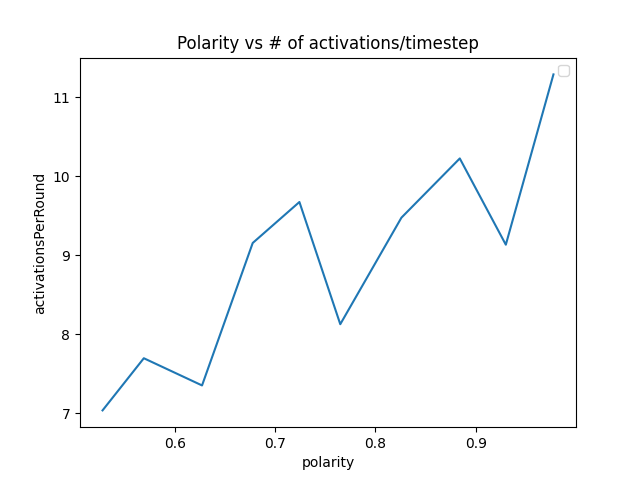 Polarity vs # of activations/timestep
11
10
9
8
7
activationsPerRound
0.6 0.7 0.8 0.9
polarity